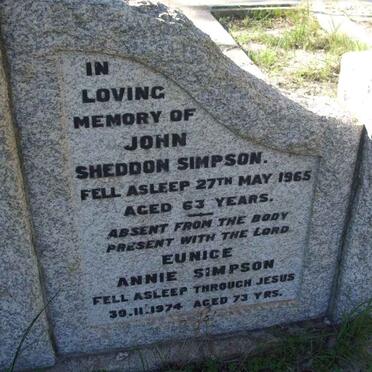 IN
LOVING
MEMORY OF
JOHN
SHEDDON SIMPSON.
FELL ASLEEP 27TH MAY 1965
AGED 63 YEARS.
ABSENT FROM THE BODY
PRESENT WITH THE LORD
EUNICE
ANNIE SIMPSON
FELL ASLEEP THROUGH JESUS
30.11.1974 AGED 73 YRS.